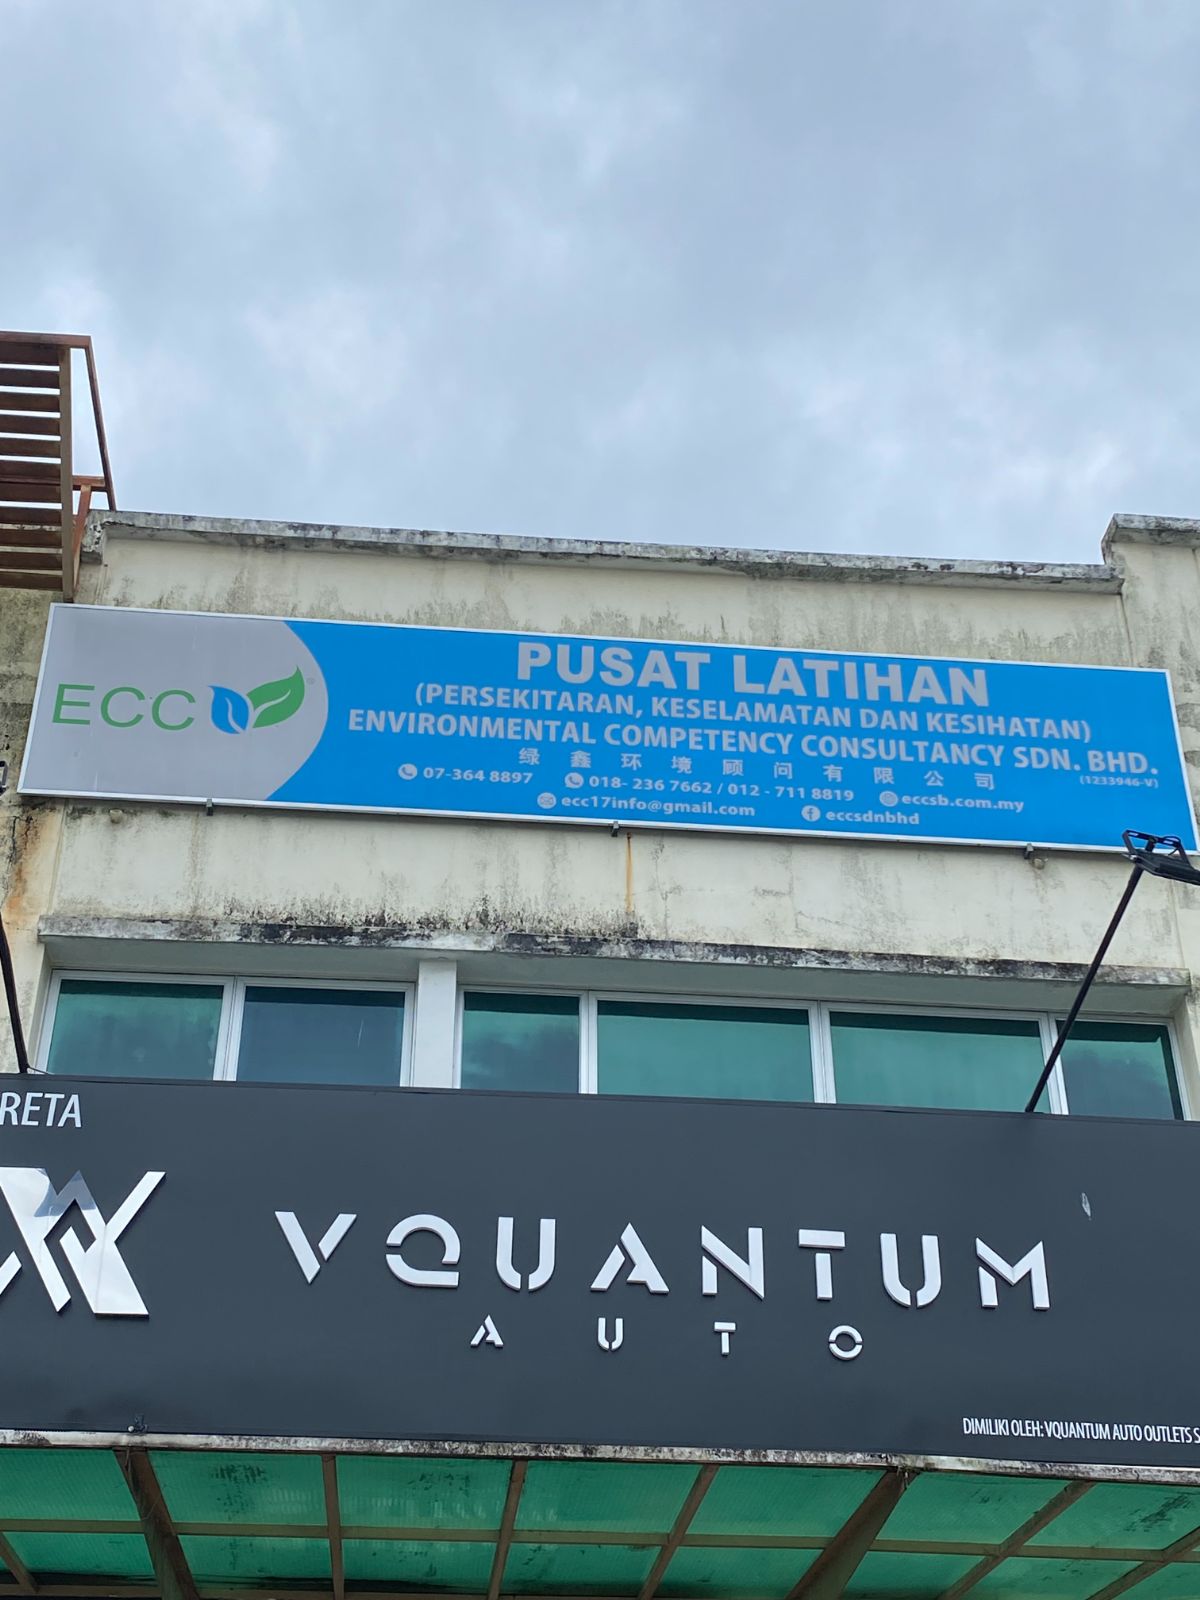 ECC
PUSAT LATIHAN
(PERSEKITARAN, KESELAMATAN DAN KESIHATAN)
ENVIRONMENTAL COMPETENCY CONSULTANCY SDN. BHD.
绿鑫环境顾问有限公司 (1233946-V)
07-364 8897 018- 236 7662 / 012 - 711 8819 eccsb.com.my
ecc17info@gmail.com eccsdnbhd
RETA
VQUANTUM
AUTO
DIMILIKI OLEH: VQUANTUM AUTO OUTLETS S